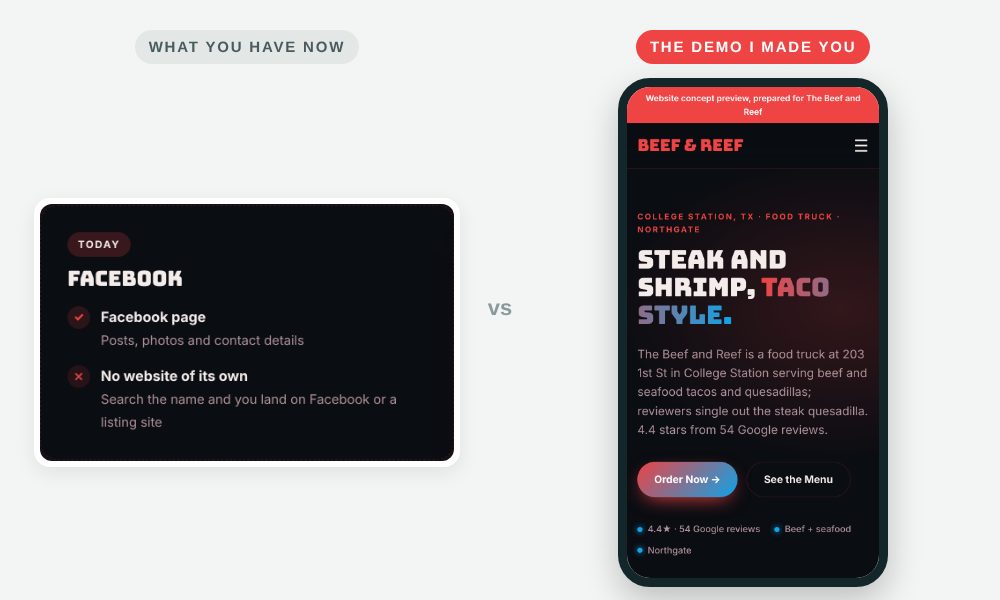 WHAT YOU HAVE NOW
TODAY
FACEBOOK
Facebook page
Posts, photos and contact details
No website of its own
Search the name and you land on Facebook or a
listing site
vs
THE DEMO I MADE YOU
Website concept preview, prepared for The Beef and
Reef
BEEF & REEF
COLLEGE STATION, TX · FOOD TRUCK ·
NORTHGATE
STEAK AND
SHRIMP, TACO
STYLE.
The Beef and Reef is a food truck at 203
1st St in College Station serving beef and
seafood tacos and quesadillas;
reviewers single out the steak quesadilla.
4.4 stars from 54 Google reviews.
Order Now →
See the Menu
4.4★ · 54 Google reviews
Beef + seafood
Northgate